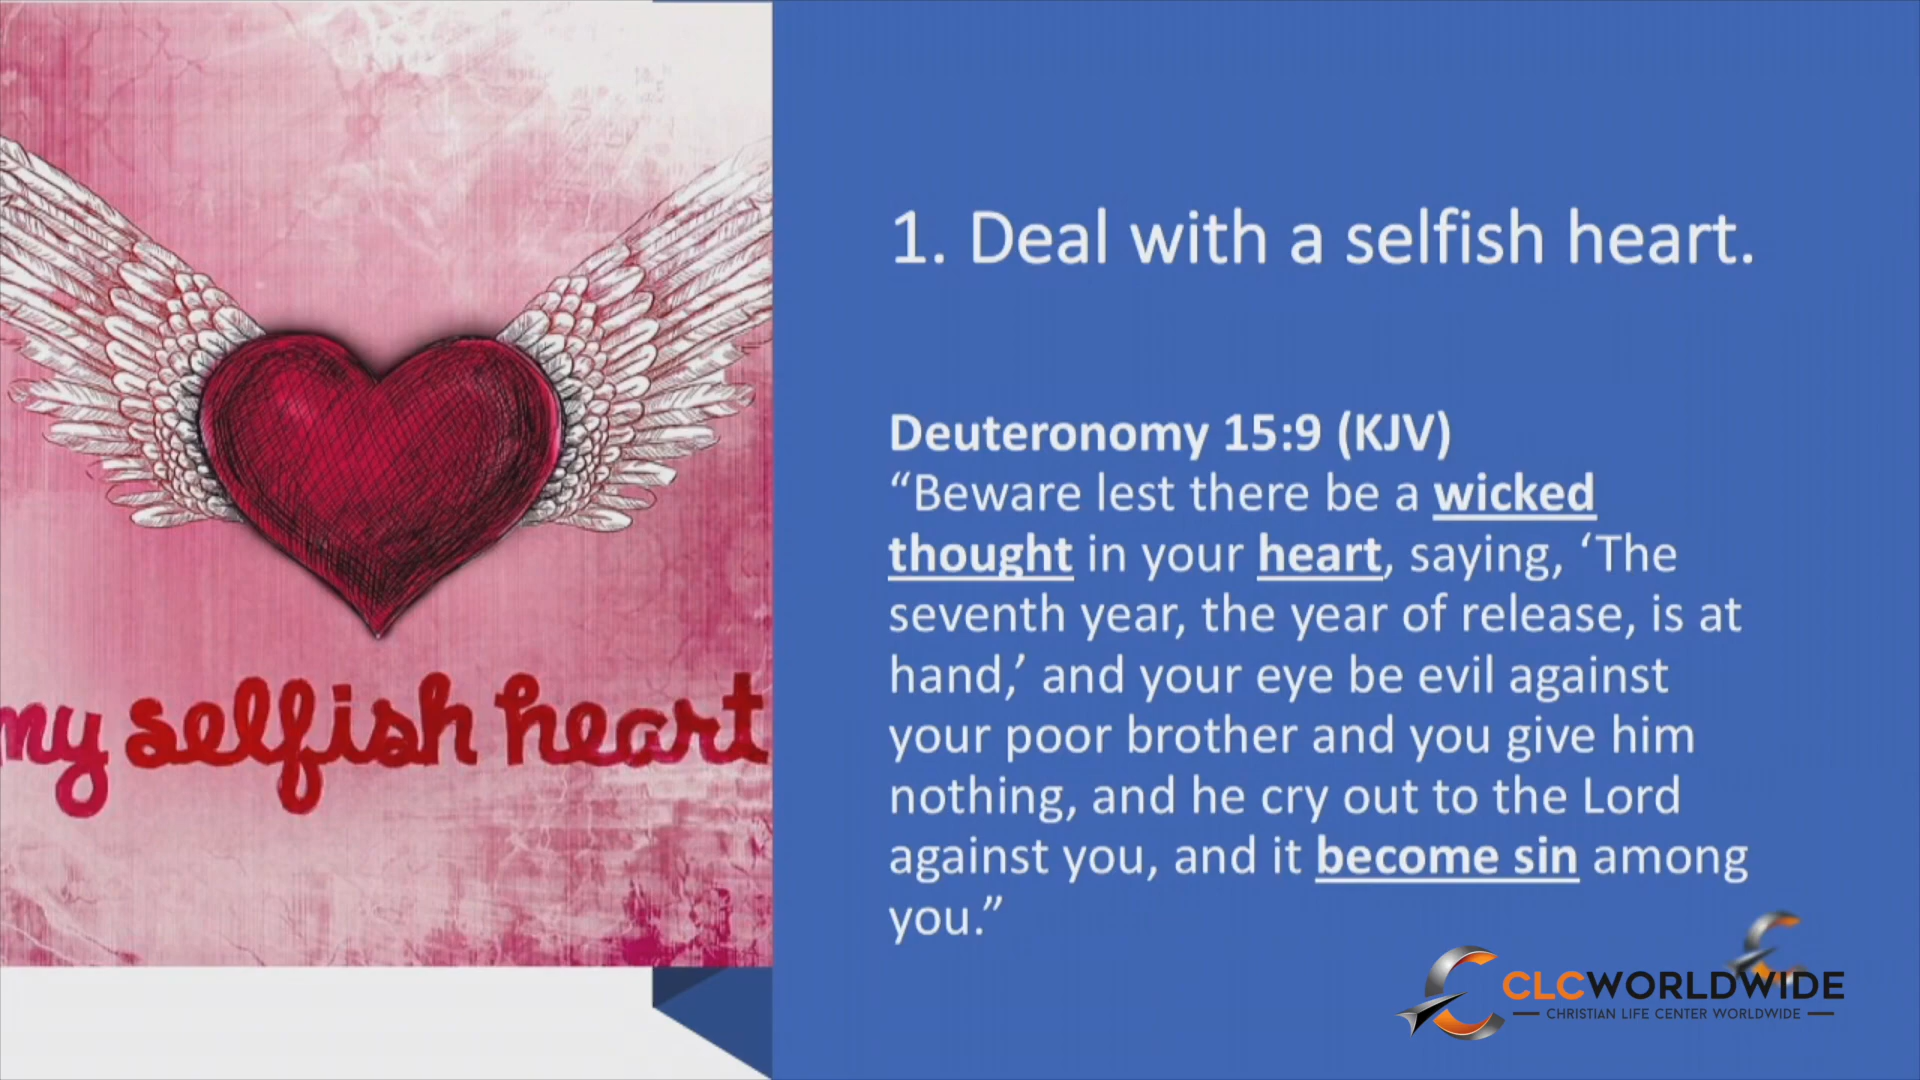 my selfish heart
1. Deal with a selfish heart.
Deuteronomy 15:9 (KJV)
“Beware lest there be a wicked
thought in your heart, saying, ‘The
seventh year, the year of release, is at
hand,’ and your eye be evil against
your poor brother and you give him
nothing, and he cry out to the Lord
against you, and it become sin among
you.”
CLCWORLDWIDE
CHRISTIAN LIFE CENTER WORLDWIDE